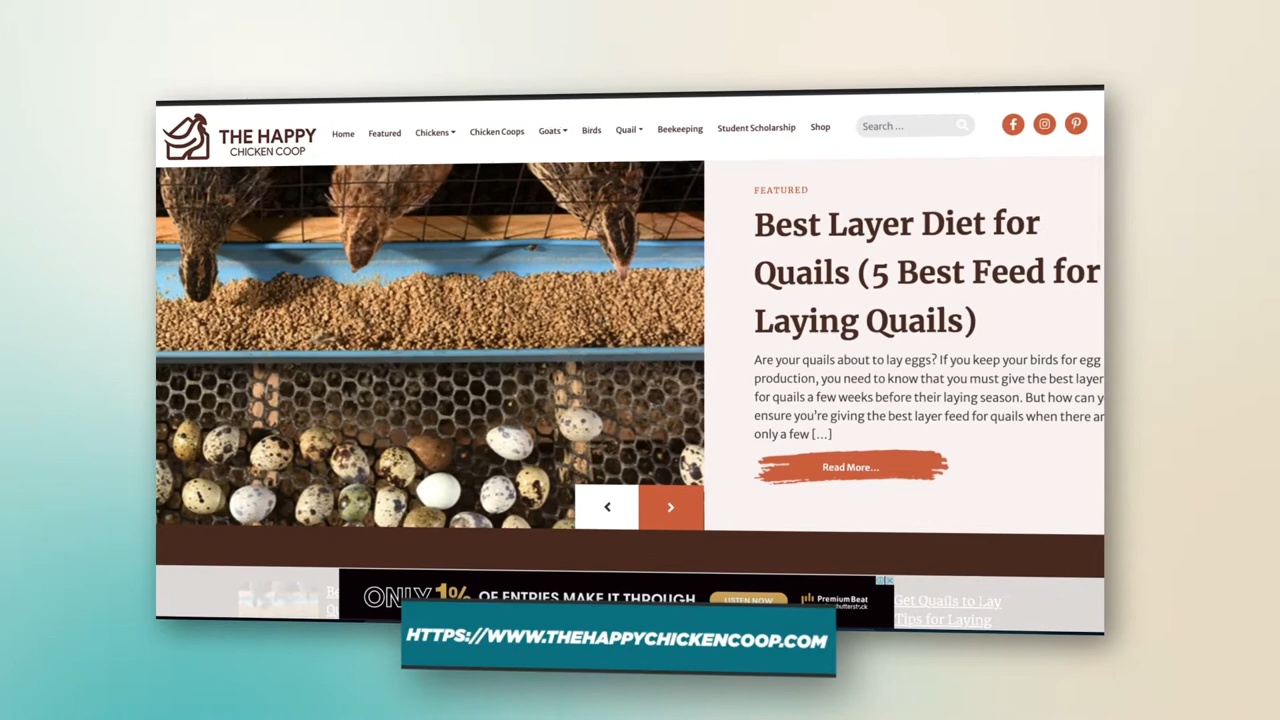 THE HAPPY
CHICKEN COOP
Home Featured Chickens Chicken Coops Goats Birds Quail Beekeeping Student Scholarship Shop
Search ...
FEATURED
Best Layer Diet for
Quails (5 Best Feed for
Laying Quails)
Are your quails about to lay eggs? If you keep your birds for egg
production, you need to know that you must give the best layer
for quails a few weeks before their laying season. But how can
ensure you're giving the best layer feed for quails when there
only a few [...]
Read More...
ONLY 1% OF ENTRIES MAKE IT THROUGH
LISTEN NOW
PremiumBeat
Get Quails to Lay
Tips for Laying
HTTPS://WWW.THEHAPPYCHICKENCOOP.COM